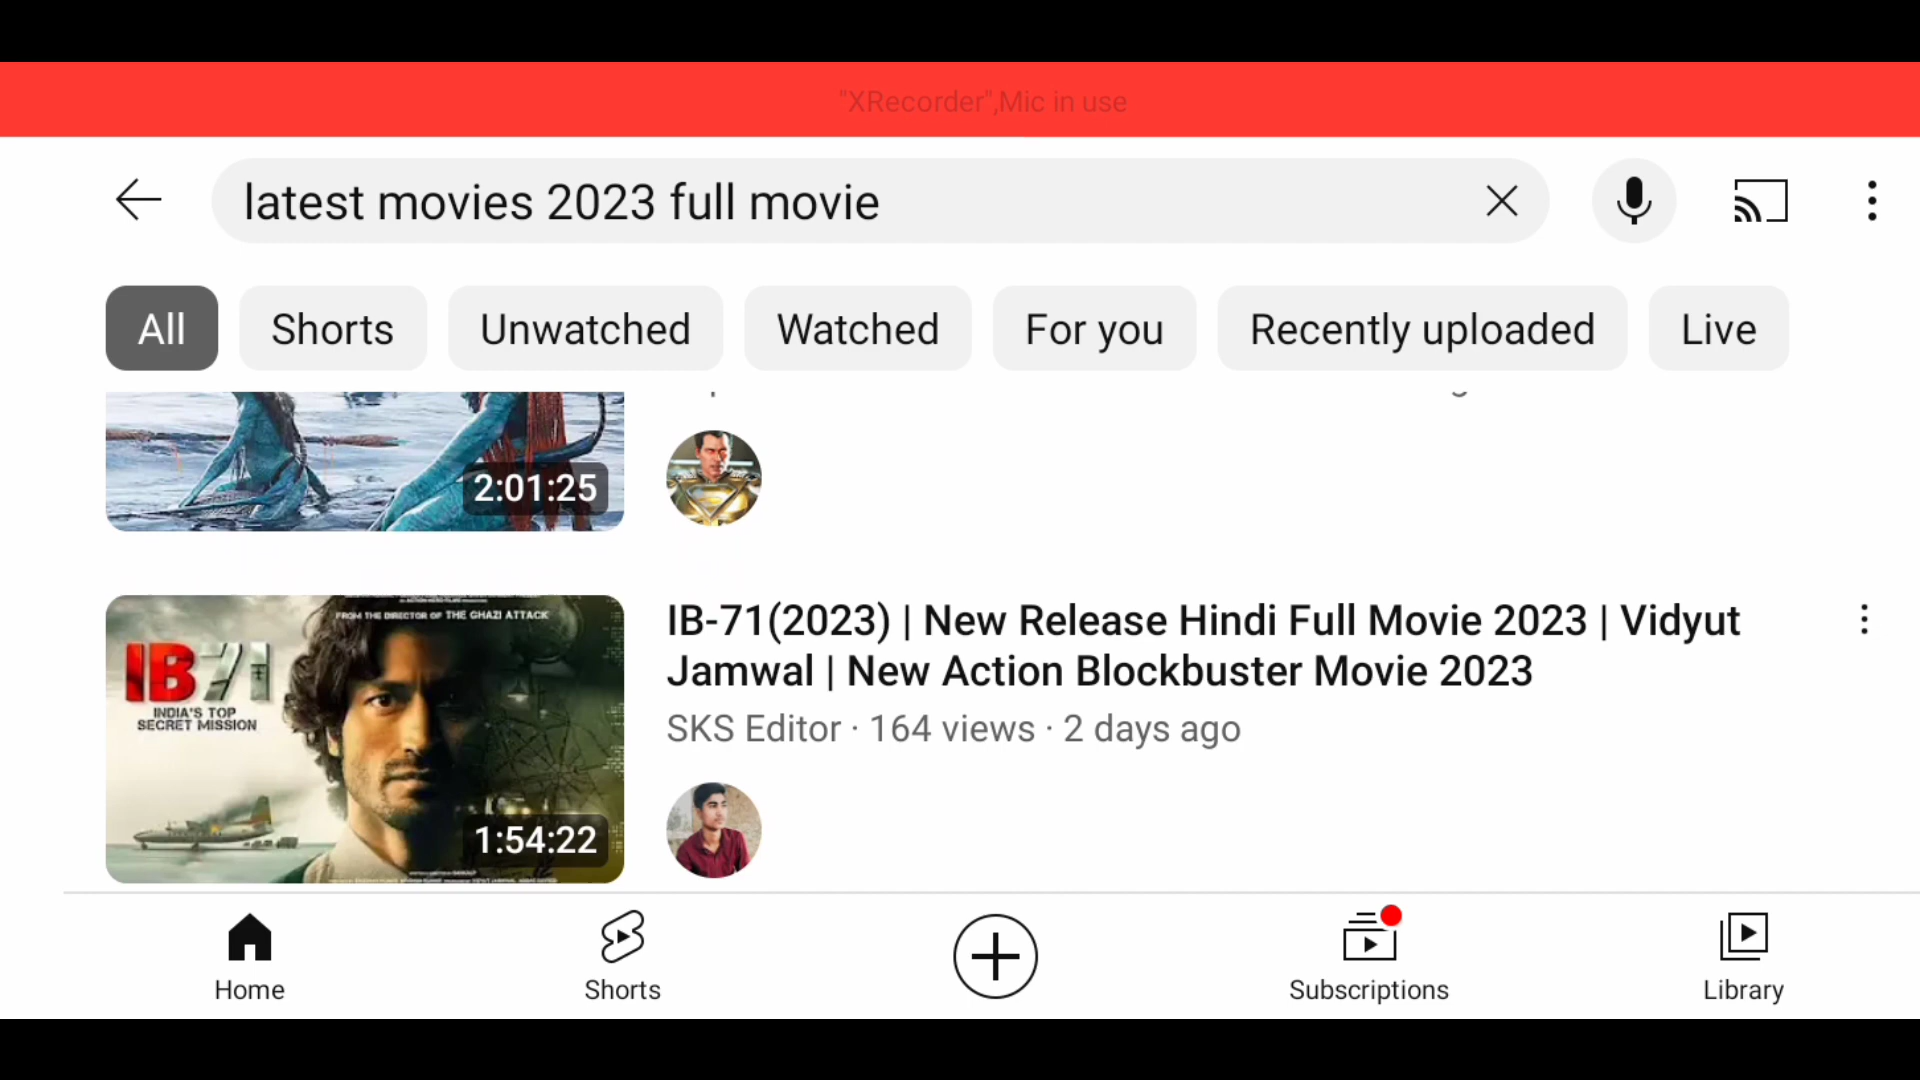 "XRecorder",Mic in use
latest movies 2023 full movie
All
Shorts
Unwatched
Watched
For you
Recently uploaded
Live
2:01:25
FROM THE DIRECTOR OF THE GHAZI ATTACK
IB71
INDIA'S TOP
SECRET MISSION
1:54:22
IB-71(2023) | New Release Hindi Full Movie 2023 | Vidyut
Jamwal | New Action Blockbuster Movie 2023
SKS Editor · 164 views · 2 days ago
Home
Shorts
Subscriptions
Library